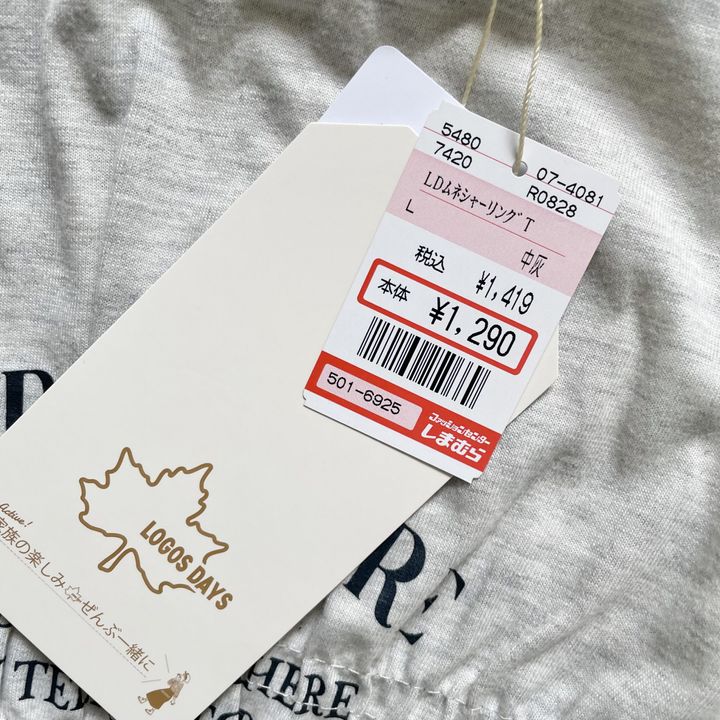 5480
7420
07-4081
R0828
LDムネシャーリングT
L
中灰
税込 ¥1,419
本体 ¥1,290
501-6925
ファッションセンター
しまむら
LOGOS DAYS
Active!
家族の楽しみ ぜんぶ一緒に
RE
HERE